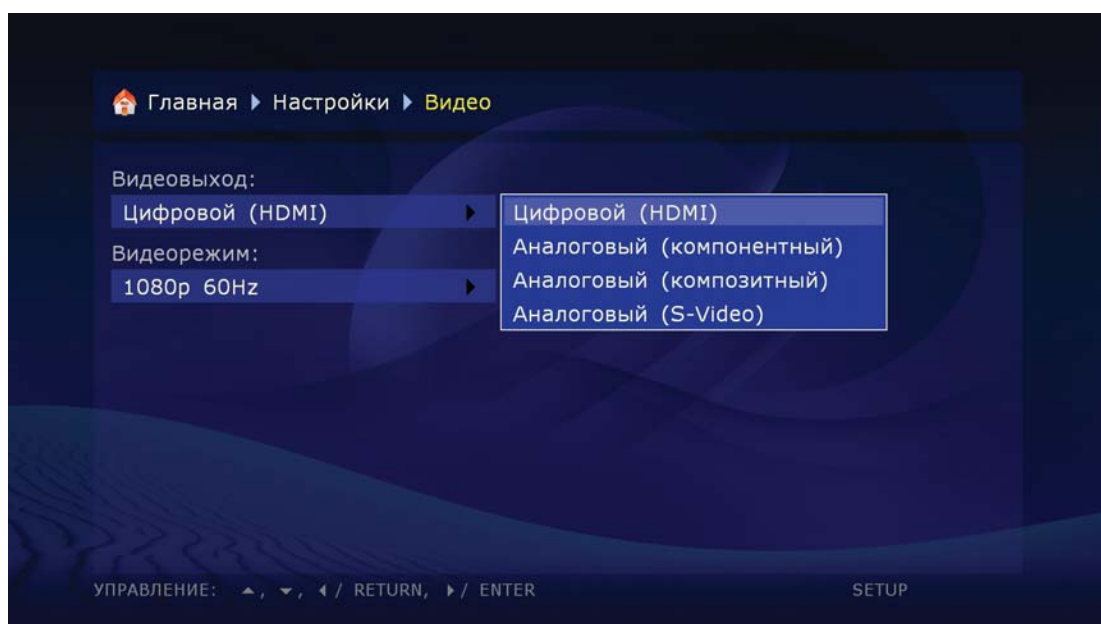 Главная Настройки Видео
Видеовыход:
Цифровой (HDMI)
Видеорежим:
1080p 60Hz
Цифровой (HDMI)
Аналоговый (компонентный)
Аналоговый (композитный)
Аналоговый (S-Video)
УПРАВЛЕНИЕ: ▲, ▼, ◀ / RETURN, ▶ / ENTER SETUP